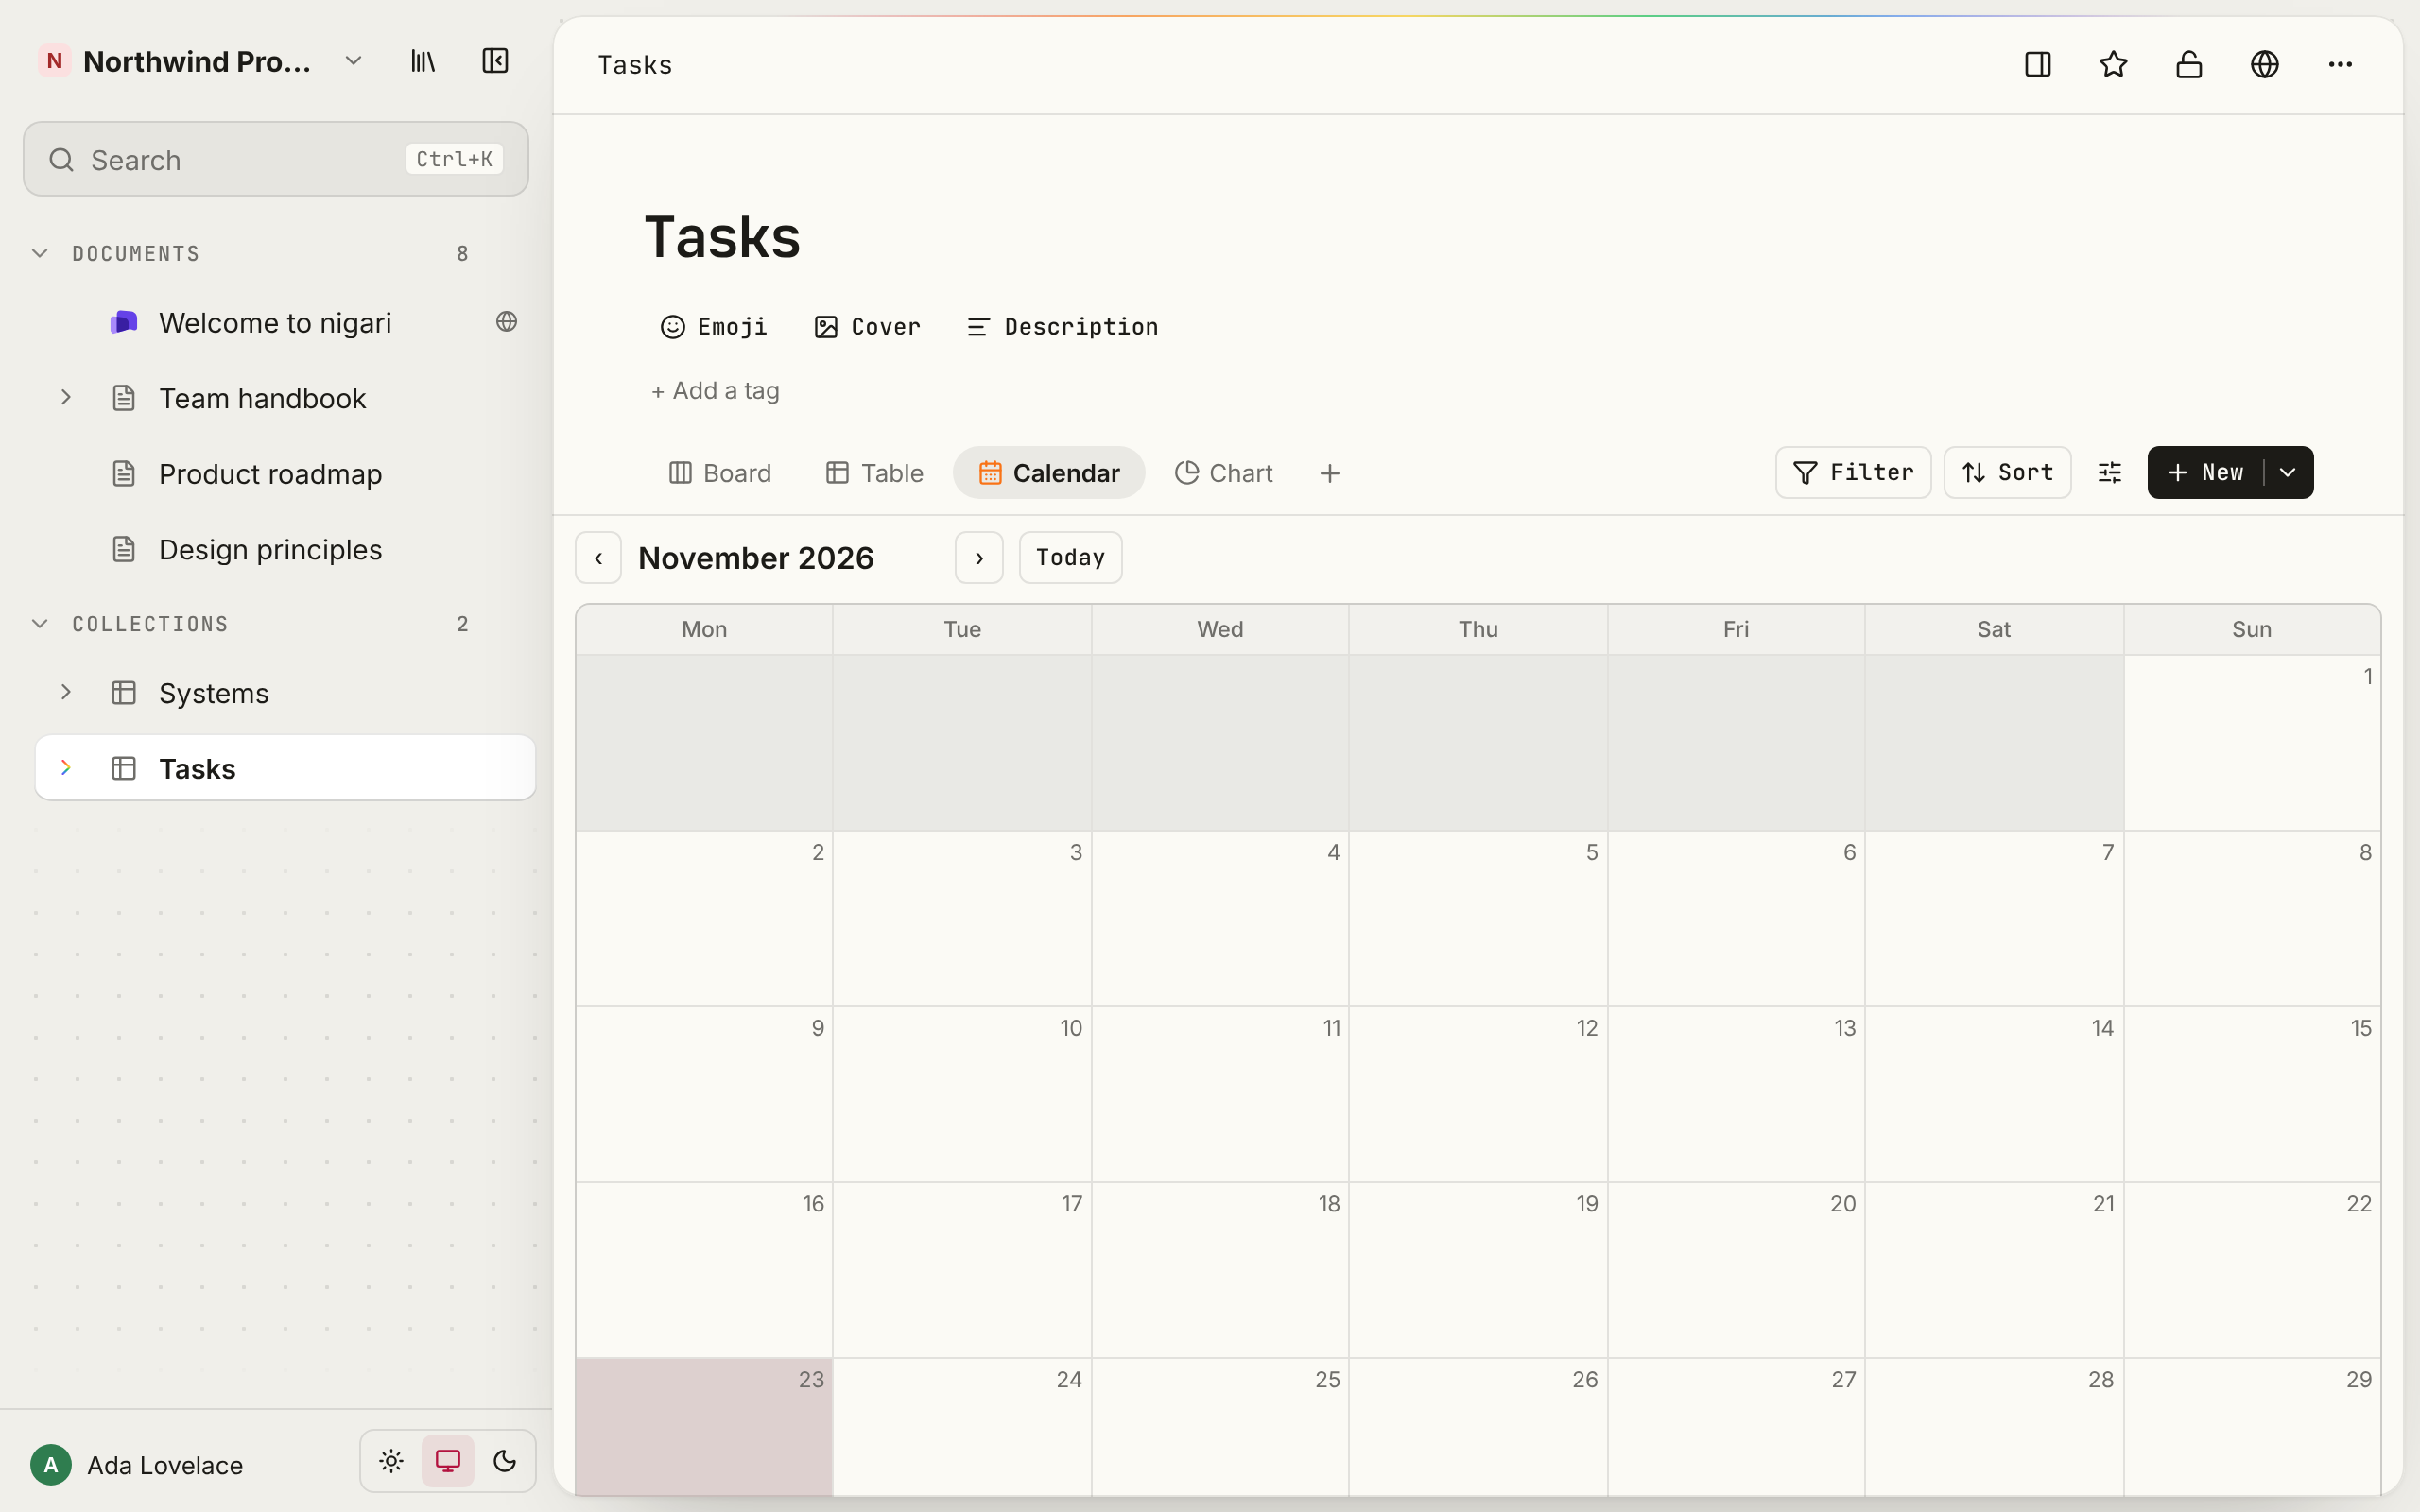 N Northwind Pro...
Search Ctrl+K
DOCUMENTS 8
Welcome to nigari
Team handbook
Product roadmap
Design principles
COLLECTIONS 2
Systems
Tasks
A Ada Lovelace
Tasks
Tasks
Emoji Cover Description
+ Add a tag
Board Table Calendar Chart
Filter Sort New
‹ November 2026 › Today
Mon Tue Wed Thu Fri Sat Sun
1
2 3 4 5 6 7 8
9 10 11 12 13 14 15
16 17 18 19 20 21 22
23 24 25 26 27 28 29